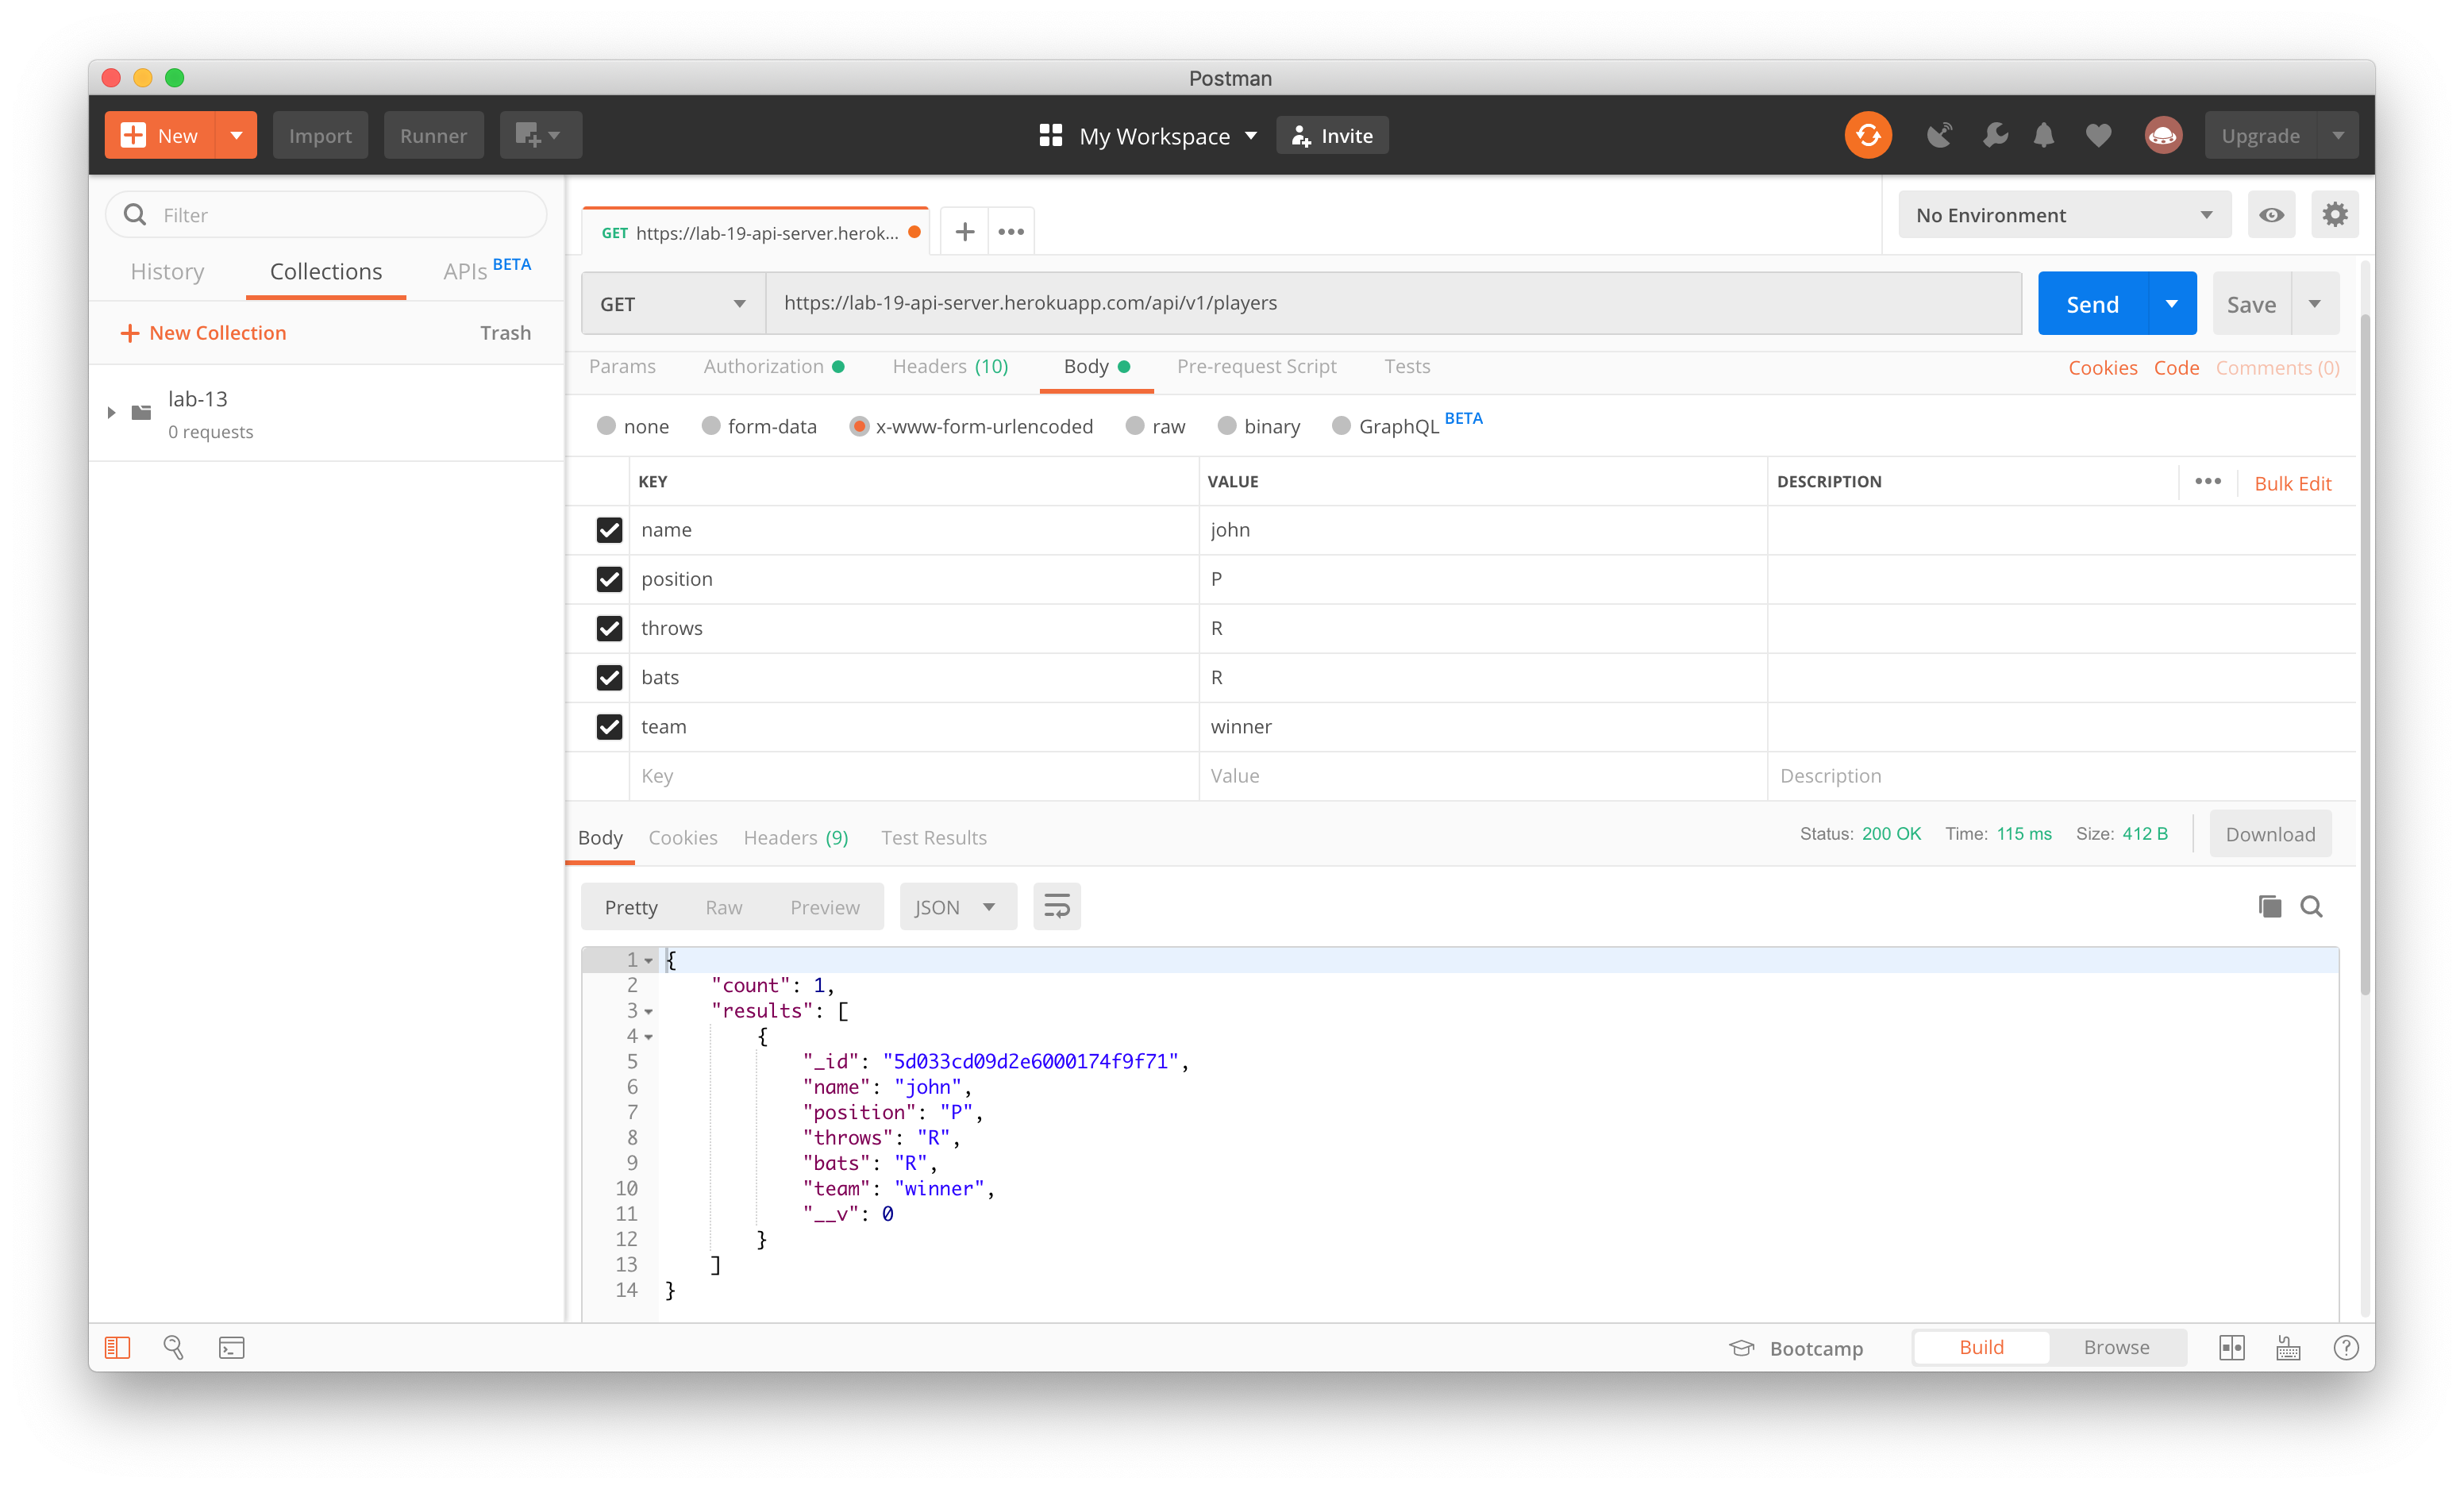 Postman
New
Import
Runner
My Workspace
Invite
Upgrade
Filter
History
Collections
APIs BETA
New Collection
Trash
lab-13
0 requests
GET https://lab-19-api-server.herok...
No Environment
GET
https://lab-19-api-server.herokuapp.com/api/v1/players
Send
Save
Params
Authorization
Headers (10)
Body
Pre-request Script
Tests
Cookies
Code
Comments (0)
none
form-data
x-www-form-urlencoded
raw
binary
GraphQL BETA
KEY VALUE DESCRIPTION
Bulk Edit
name john
position P
throws R
bats R
team winner
Key Value Description
Body
Cookies
Headers (9)
Test Results
Status: 200 OK
Time: 115 ms
Size: 412 B
Download
Pretty
Raw
Preview
JSON
1 {
2 "count": 1,
3 "results": [
4 {
5 "_id": "5d033cd09d2e6000174f9f71",
6 "name": "john",
7 "position": "P",
8 "throws": "R",
9 "bats": "R",
10 "team": "winner",
11 "__v": 0
12 }
13 ]
14 }
Bootcamp
Build
Browse